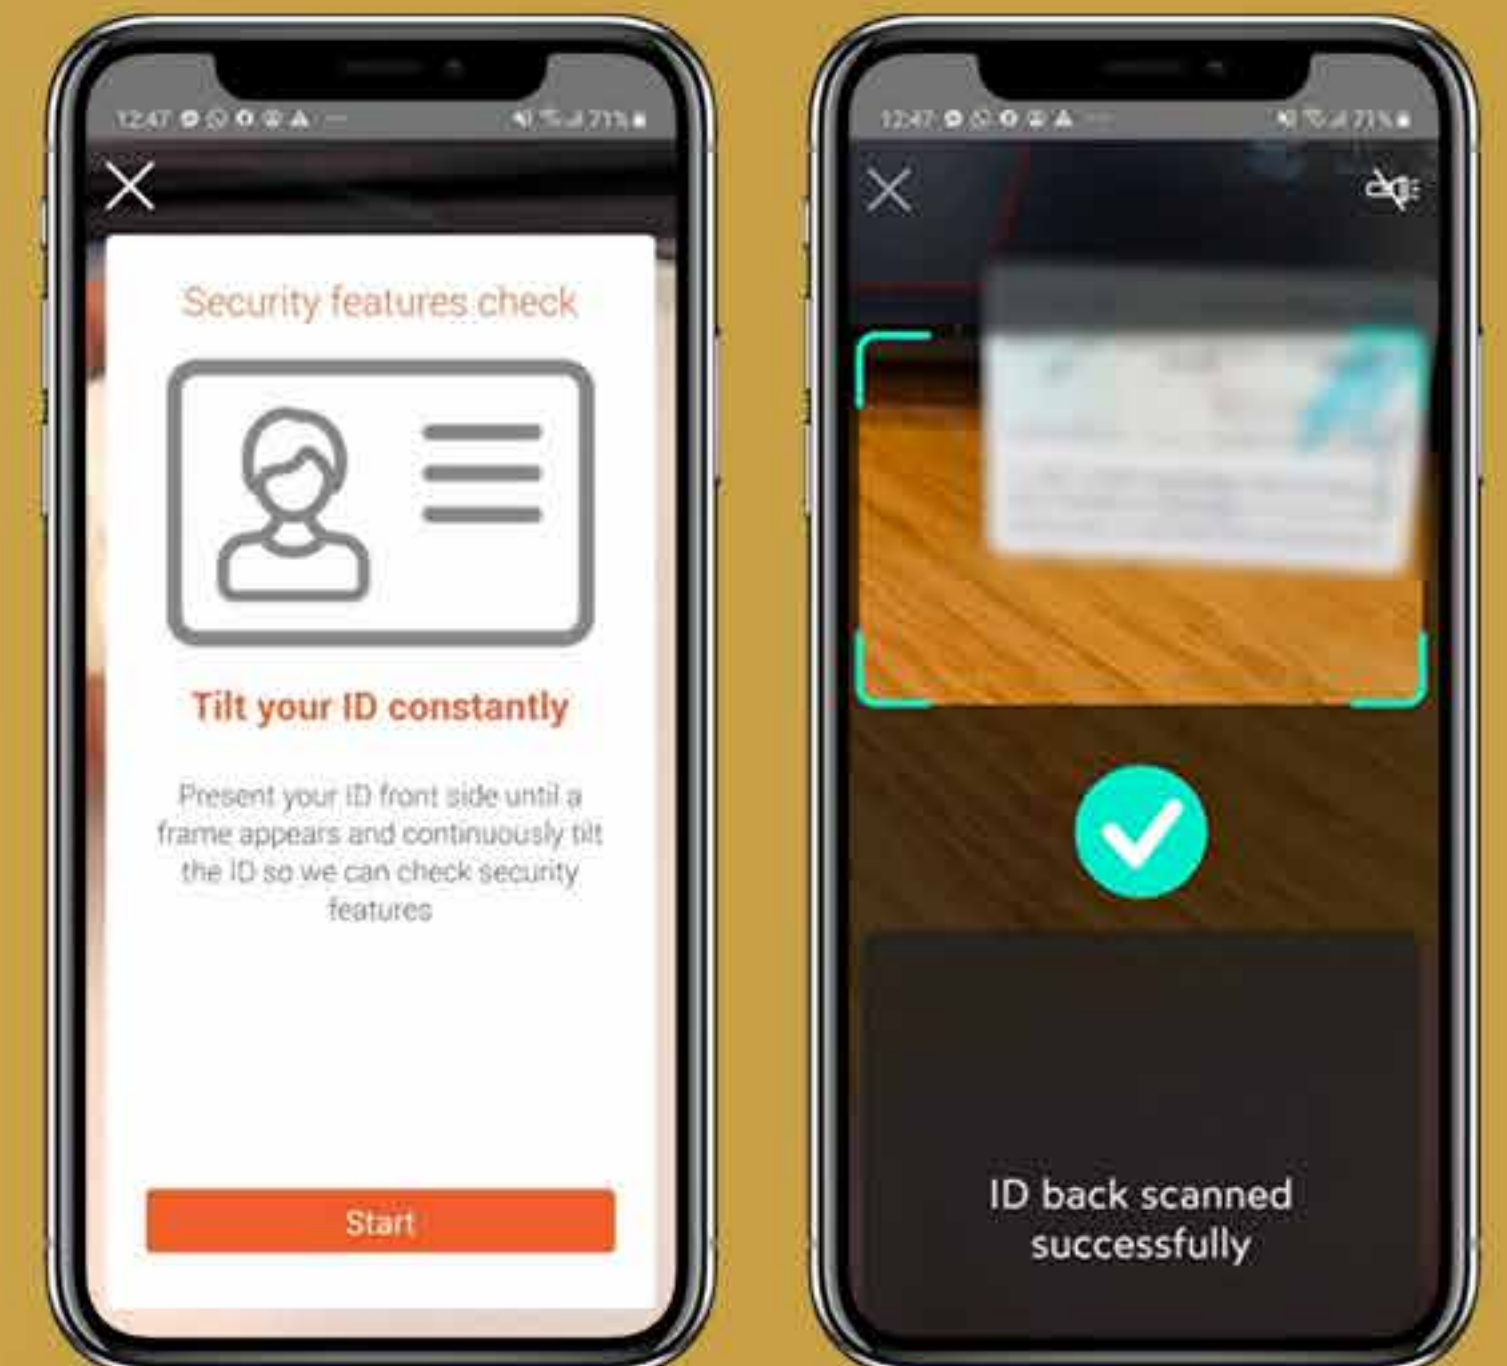 12:47
71%
Security features check
Tilt your ID constantly
Present your ID front side until a
frame appears and continuously tilt
the ID so we can check security
features
Start
12:47
71%
ID back scanned
successfully